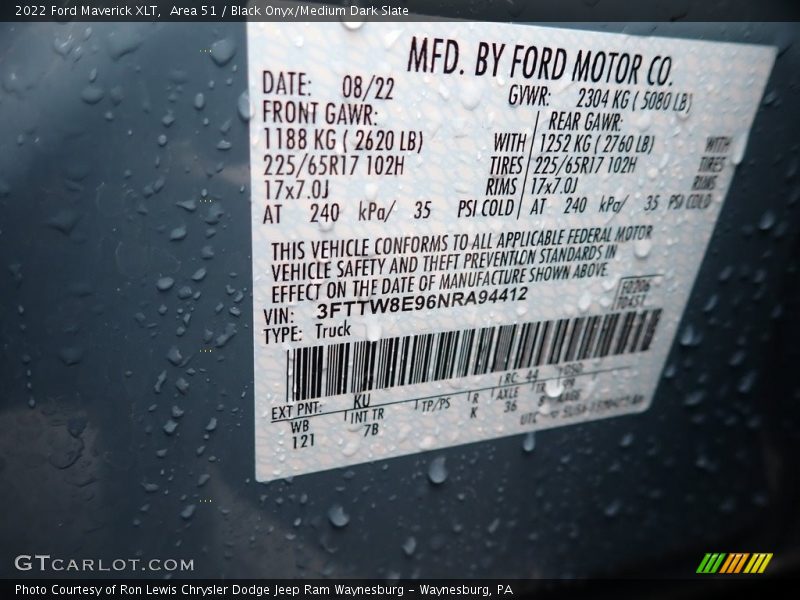 2022 Ford Maverick XLT,  Area 51 / Black Onyx/Medium Dark Slate
MFD. BY FORD MOTOR CO.
DATE: 08/22 GVWR: 2304 KG ( 5080 LB)
FRONT GAWR: REAR GAWR:
1188 KG ( 2620 LB) WITH 1252 KG ( 2760 LB) WITH
225/65R17 102H TIRES 225/65R17 102H TIRES
17x7.0J RIMS 17x7.0J RIMS
AT 240 kPa/ 35 PSI COLD AT 240 kPa/ 35 PSI COLD
THIS VEHICLE CONFORMS TO ALL APPLICABLE FEDERAL MOTOR
VEHICLE SAFETY AND THEFT PREVENTION STANDARDS IN
EFFECT ON THE DATE OF MANUFACTURE SHOWN ABOVE.
VIN: 3FTTW8E96NRA94412
F0206
TYPE: Truck
RC: 44
EXT PNT: KU
WB INT TR TP/PS R AXLE TR
121 7B K 36 8
UTC
GTCARLOT.COM
Photo Courtesy of Ron Lewis Chrysler Dodge Jeep Ram Waynesburg – Waynesburg, PA